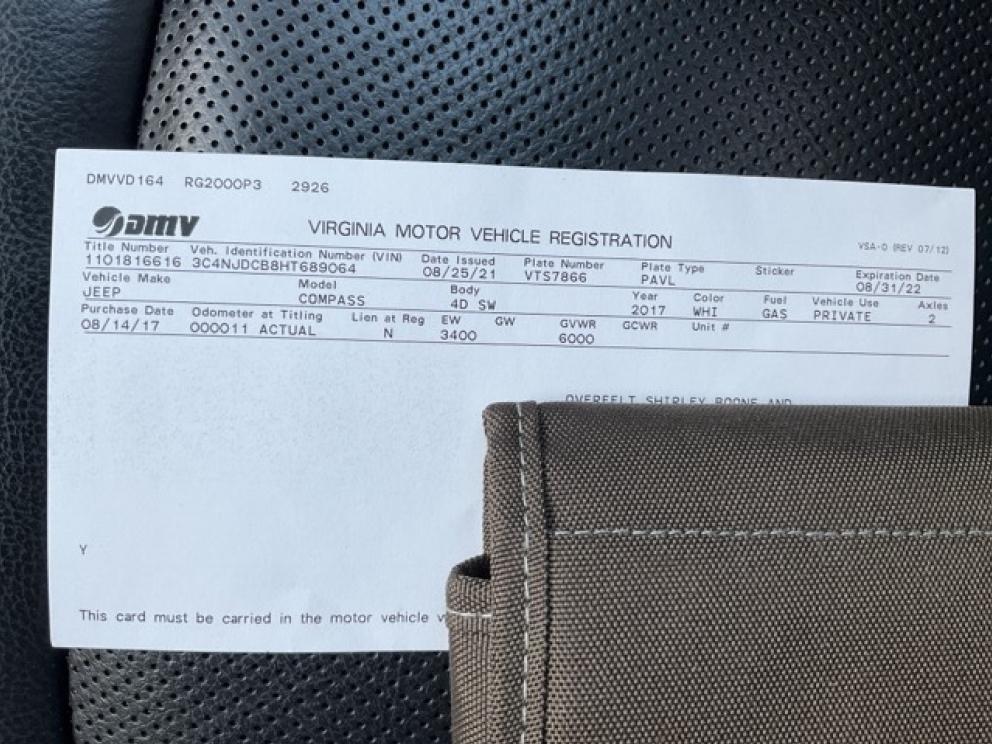 DMVVD164 RG2000P3 2926
DMV
VIRGINIA MOTOR VEHICLE REGISTRATION
VSA-0 (REV 07/12)
Title Number Veh. Identification Number (VIN) Date Issued Plate Number Plate Type Sticker Expiration Date
1101816616 3C4NJDCB8HT689064 08/25/21 VTS7866 PAVL 08/31/22
Vehicle Make Model Body Year Color Fuel Vehicle Use Axles
JEEP COMPASS 4D SW 2017 WHI GAS PRIVATE 2
Purchase Date Odometer at Titling Lien at Reg EW GW GVWR GCWR Unit #
08/14/17 000011 ACTUAL N 3400 6000
OVERFELT SHIRLEY BOONE AND
Y
This card must be carried in the motor vehicle